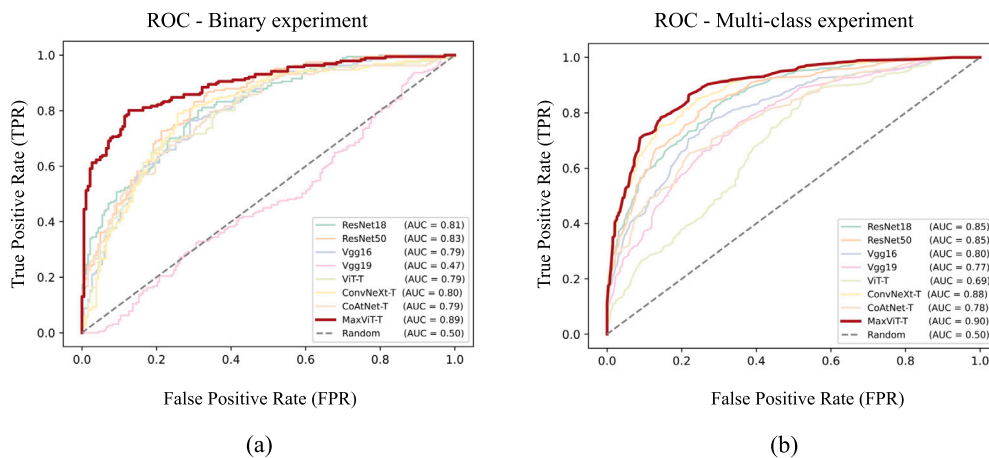 ROC - Binary experiment
True Positive Rate (TPR)
1.0
0.8
0.6
0.4
0.2
0.0
0.0 0.2 0.4 0.6 0.8 1.0
ResNet18 (AUC = 0.81)
ResNet50 (AUC = 0.83)
Vgg16 (AUC = 0.79)
Vgg19 (AUC = 0.47)
ViT-T (AUC = 0.79)
ConvNeXt-T (AUC = 0.80)
CoAtNet-T (AUC = 0.79)
MaxViT-T (AUC = 0.89)
Random (AUC = 0.50)
False Positive Rate (FPR)
(a)
ROC - Multi-class experiment
True Positive Rate (TPR)
1.0
0.8
0.6
0.4
0.2
0.0
0.0 0.2 0.4 0.6 0.8 1.0
ResNet18 (AUC = 0.85)
ResNet50 (AUC = 0.85)
Vgg16 (AUC = 0.80)
Vgg19 (AUC = 0.77)
ViT-T (AUC = 0.69)
ConvNeXt-T (AUC = 0.88)
CoAtNet-T (AUC = 0.78)
MaxViT-T (AUC = 0.90)
Random (AUC = 0.50)
False Positive Rate (FPR)
(b)